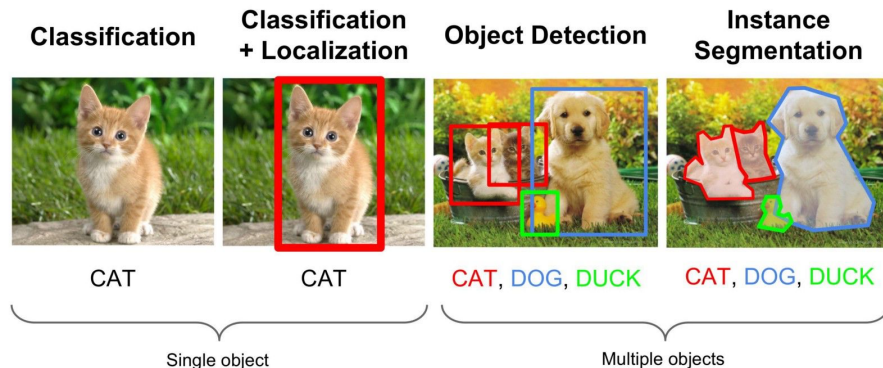 Classification
Classification
+ Localization
Object Detection
Instance
Segmentation
CAT
CAT
CAT, DOG, DUCK
CAT, DOG, DUCK
Single object
Multiple objects